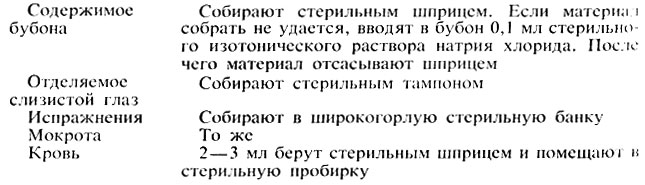 Содержимое Собирают стерильным шприцем. Если материал
бубона собрать не удается, вводят в бубон 0,1 мл стерильно-
го изотонического раствора натрия хлорида. После
чего материал отсасывают шприцем
Отделяемое Собирают стерильным тампоном
слизистой глаз
Испражнения Собирают в широкогорлую стерильную банку
Мокрота То же
Кровь 2—3 мл берут стерильным шприцем и помещают в
стерильную пробирку